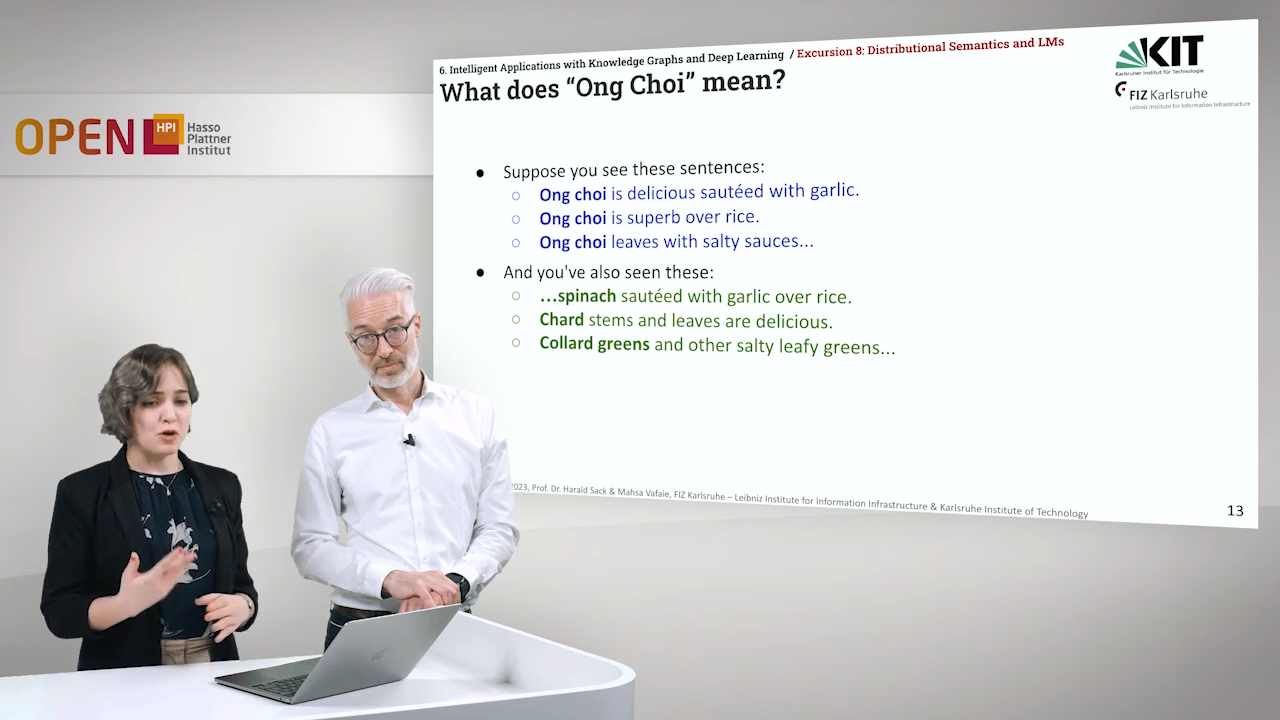 6. Intelligent Applications with Knowledge Graphs and Deep Learning / Excursion 8: Distributional Semantics and LMs
What does “Ong Choi” mean?
KIT
Karlsruher Institut für Technologie
FIZ Karlsruhe
Leibniz Institute for Information Infrastructure
OPEN HPI Hasso
Plattner
Institut
● Suppose you see these sentences:
○ Ong choi is delicious sautéed with garlic.
○ Ong choi is superb over rice.
○ Ong choi leaves with salty sauces...
● And you've also seen these:
○ …spinach sautéed with garlic over rice.
○ Chard stems and leaves are delicious.
○ Collard greens and other salty leafy greens...
2023, Prof. Dr. Harald Sack & Mahsa Vafaie, FIZ Karlsruhe – Leibniz Institute for Information Infrastructure & Karlsruhe Institute of Technology
13